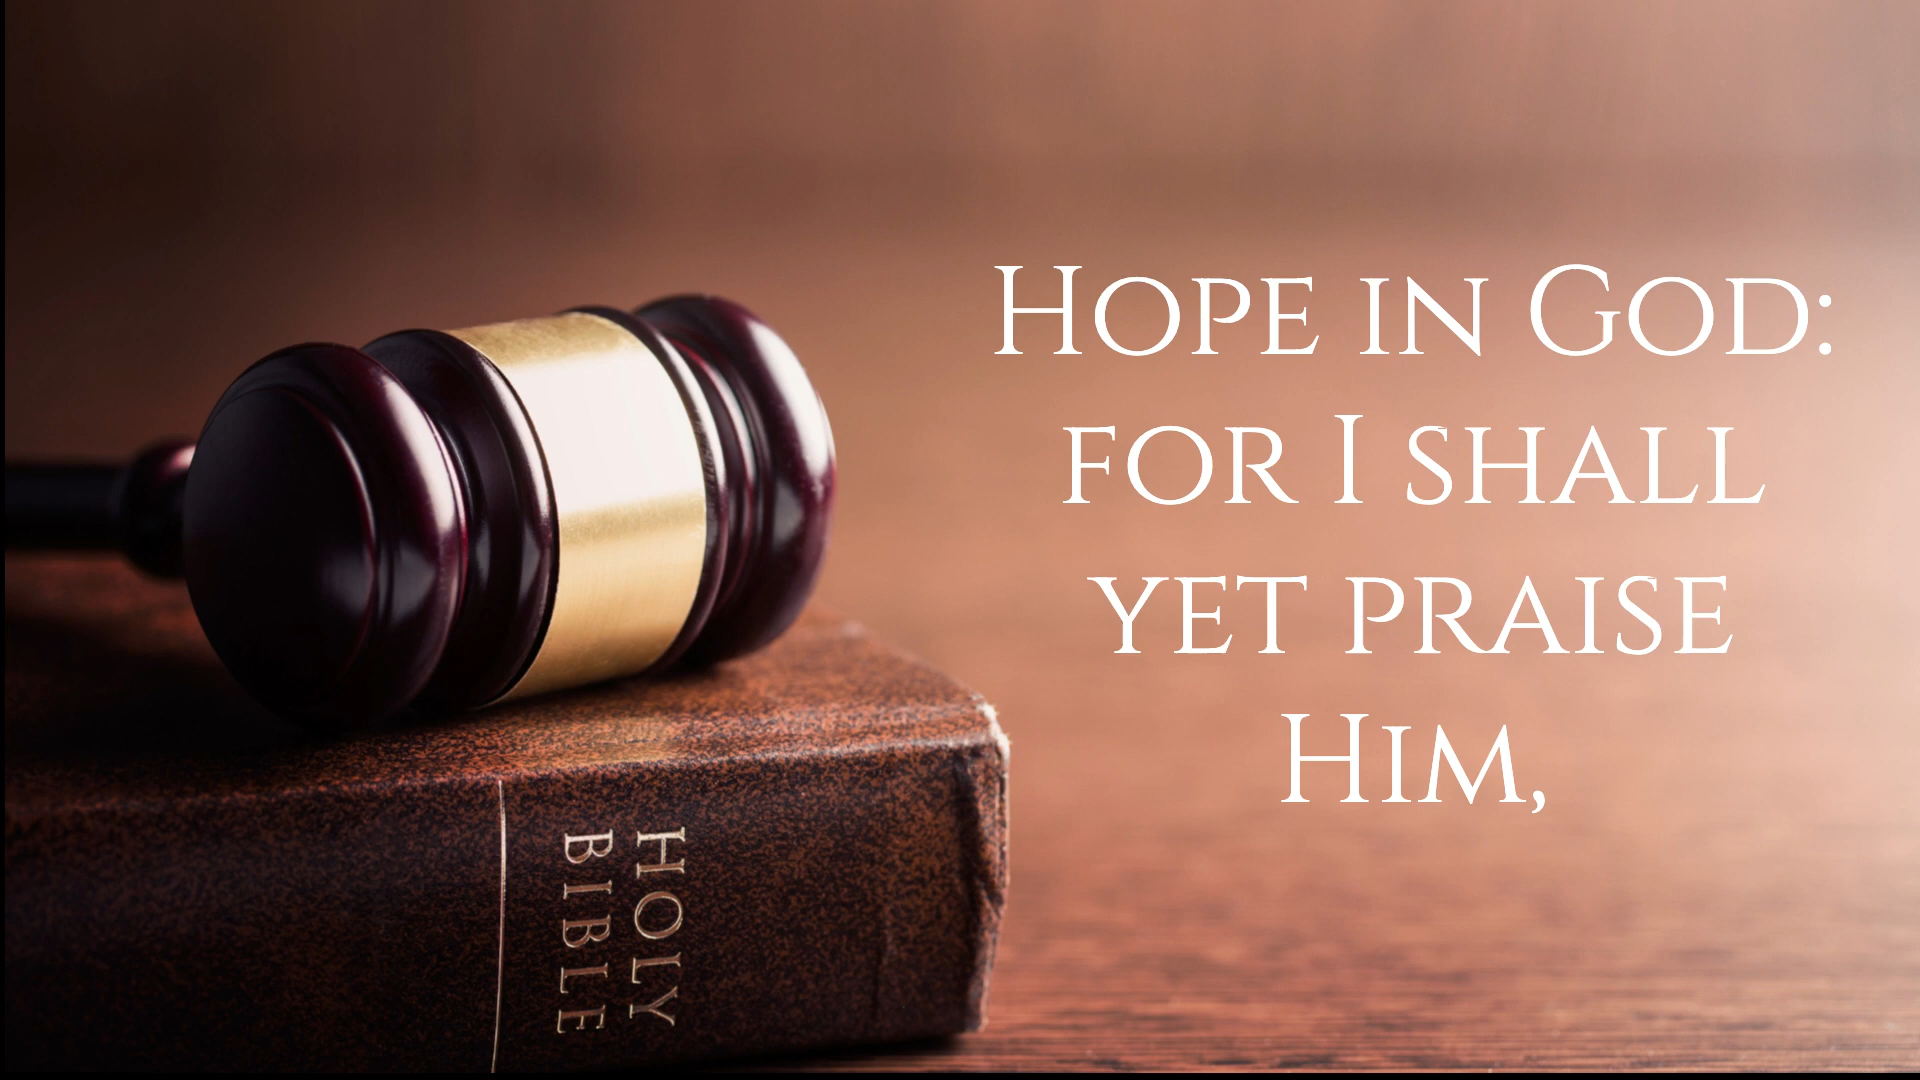 Hope in God:
for I shall
yet praise
Him,
HOLY
BIBLE